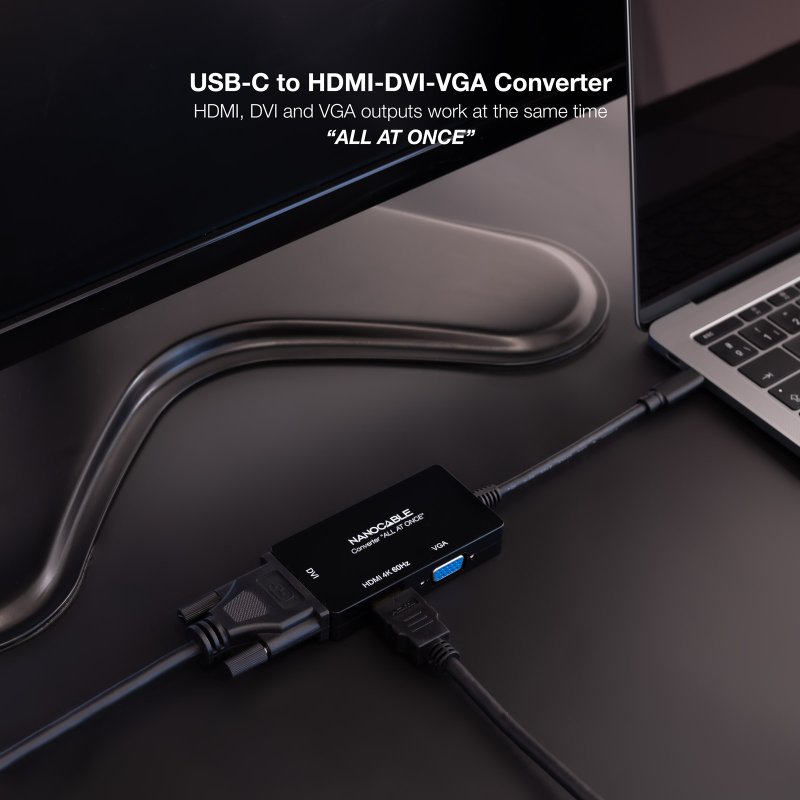 USB-C to HDMI-DVI-VGA Converter
HDMI, DVI and VGA outputs work at the same time
“ALL AT ONCE”
NANOCABLE
Converter "ALL AT ONCE"
DVI
HDMI 4K 60Hz
VGA